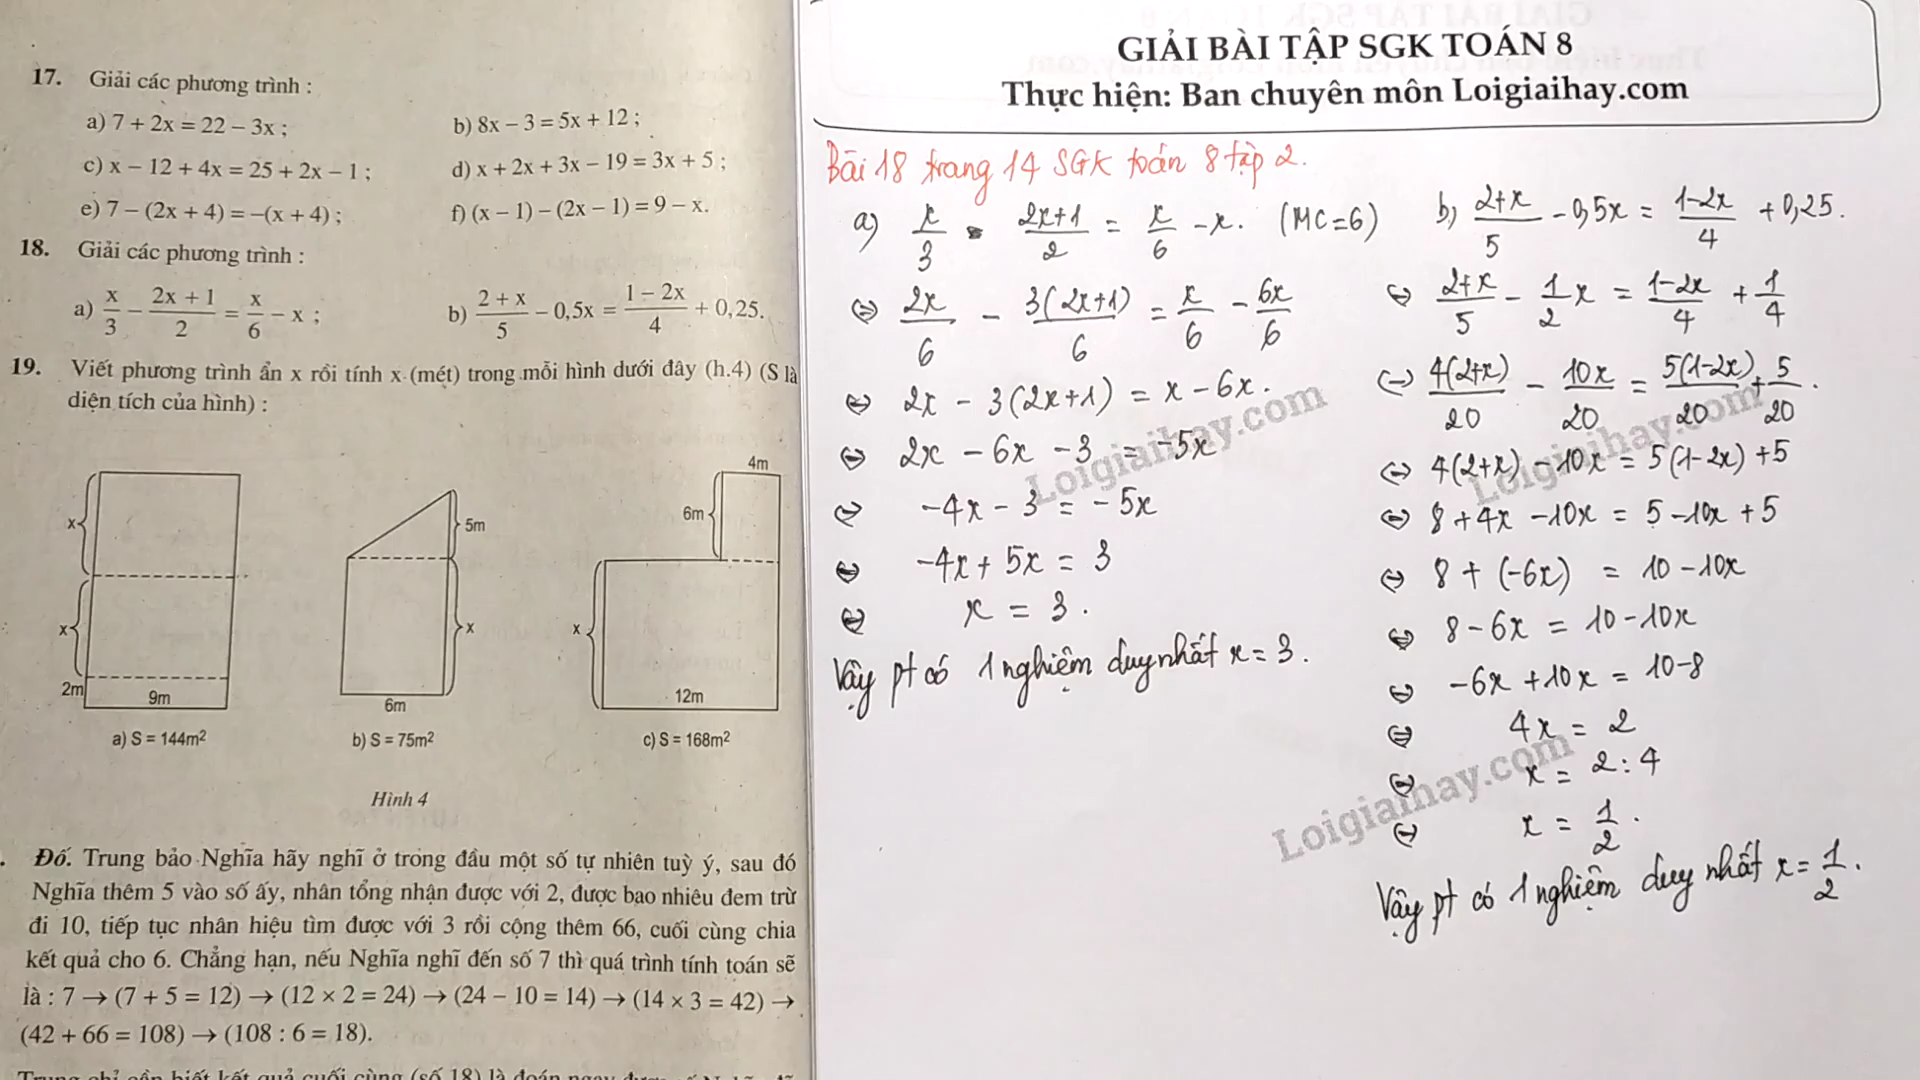 17. Giải các phương trình :
a) 7 + 2x = 22 – 3x ;
b) 8x – 3 = 5x + 12 ;
c) x – 12 + 4x = 25 + 2x – 1 ;
d) x + 2x + 3x – 19 = 3x + 5 ;
e) 7 – (2x + 4) = –(x + 4) ;
f) (x – 1) – (2x – 1) = 9 – x.
18. Giải các phương trình :
a) x/3 – (2x + 1)/2 = x/6 – x ;
b) (2 + x)/5 – 0,5x = (1 – 2x)/4 + 0,25.
19. Viết phương trình ẩn x rồi tính x (mét) trong mỗi hình dưới đây (h.4) (S là
diện tích của hình) :
x
x
2m
9m
a) S = 144m²
5m
x
6m
b) S = 75m²
4m
6m
x
12m
c) S = 168m²
Hình 4
Đố. Trung bảo Nghĩa hãy nghĩ ở trong đầu một số tự nhiên tuỳ ý, sau đó
Nghĩa thêm 5 vào số ấy, nhân tổng nhận được với 2, được bao nhiêu đem trừ
đi 10, tiếp tục nhân hiệu tìm được với 3 rồi cộng thêm 66, cuối cùng chia
kết quả cho 6. Chẳng hạn, nếu Nghĩa nghĩ đến số 7 thì quá trình tính toán sẽ
là : 7 → (7 + 5 = 12) → (12 × 2 = 24) → (24 – 10 = 14) → (14 × 3 = 42) →
(42 + 66 = 108) → (108 : 6 = 18).
GIẢI BÀI TẬP SGK TOÁN 8
Thực hiện: Ban chuyên môn Loigiaihay.com
Bài 18 trang 14 SGK toán 8 tập 2.
a) x/3 - (2x+1)/2 = x/6 - x. (MC=6)
⇔ 2x/6 - 3(2x+1)/6 = x/6 - 6x/6
⇔ 2x - 3(2x+1) = x - 6x.
⇔ 2x - 6x - 3 = -5x
⇔ -4x - 3 = -5x
⇔ -4x + 5x = 3
⇔ x = 3.
Vậy pt có 1 nghiệm duy nhất x = 3.
b, (2+x)/5 - 0,5x = (1-2x)/4 + 0,25.
⇔ (2+x)/5 - 1/2 x = (1-2x)/4 + 1/4
⇔ 4(2+x)/20 - 10x/20 = 5(1-2x)/20 + 5/20.
⇔ 4(2+x) - 10x = 5(1-2x) + 5
⇔ 8 + 4x - 10x = 5 - 10x + 5
⇔ 8 + (-6x) = 10 - 10x
⇔ 8 - 6x = 10 - 10x
⇔ -6x + 10x = 10 - 8
⇔ 4x = 2
⇔ x = 2 : 4
⇔ x = 1/2.
Vậy pt có 1 nghiệm duy nhất x = 1/2.
Loigiaihay.com
Loigiaihay.com
Loigiaihay.com